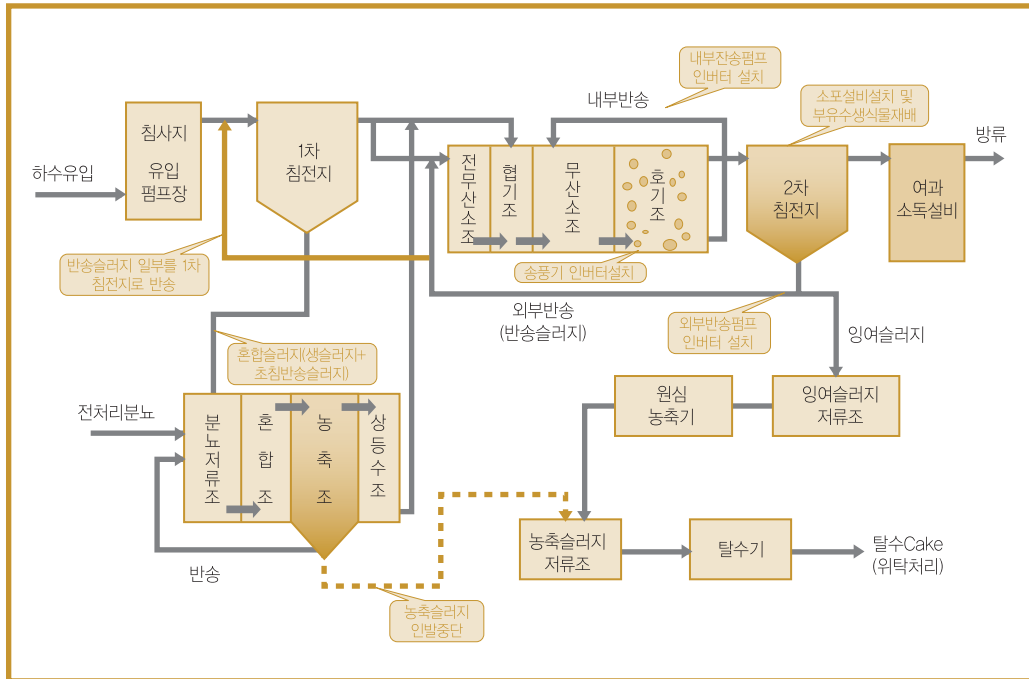 하수유입
침사지
유입
펌프장
1차
침전지
반송슬러지 일부를 1차
침전지로 반송
내부반송
내부잔송펌프
인버터 설치
전무산소조
협기조
무산소조
호기조
송풍기 인버터설치
소포설비설치 및
부유수생식물재배
2차
침전지
여과
소독설비
방류
외부반송
(반송슬러지)
외부반송펌프
인버터 설치
잉여슬러지
혼합슬러지(생슬러지+
초침반송슬러지)
전처리분뇨
분뇨저류조
혼합조
농축조
상등수조
반송
원심
농축기
잉여슬러지
저류조
농축슬러지
저류조
탈수기
탈수Cake
(위탁처리)
농축슬러지
인발중단